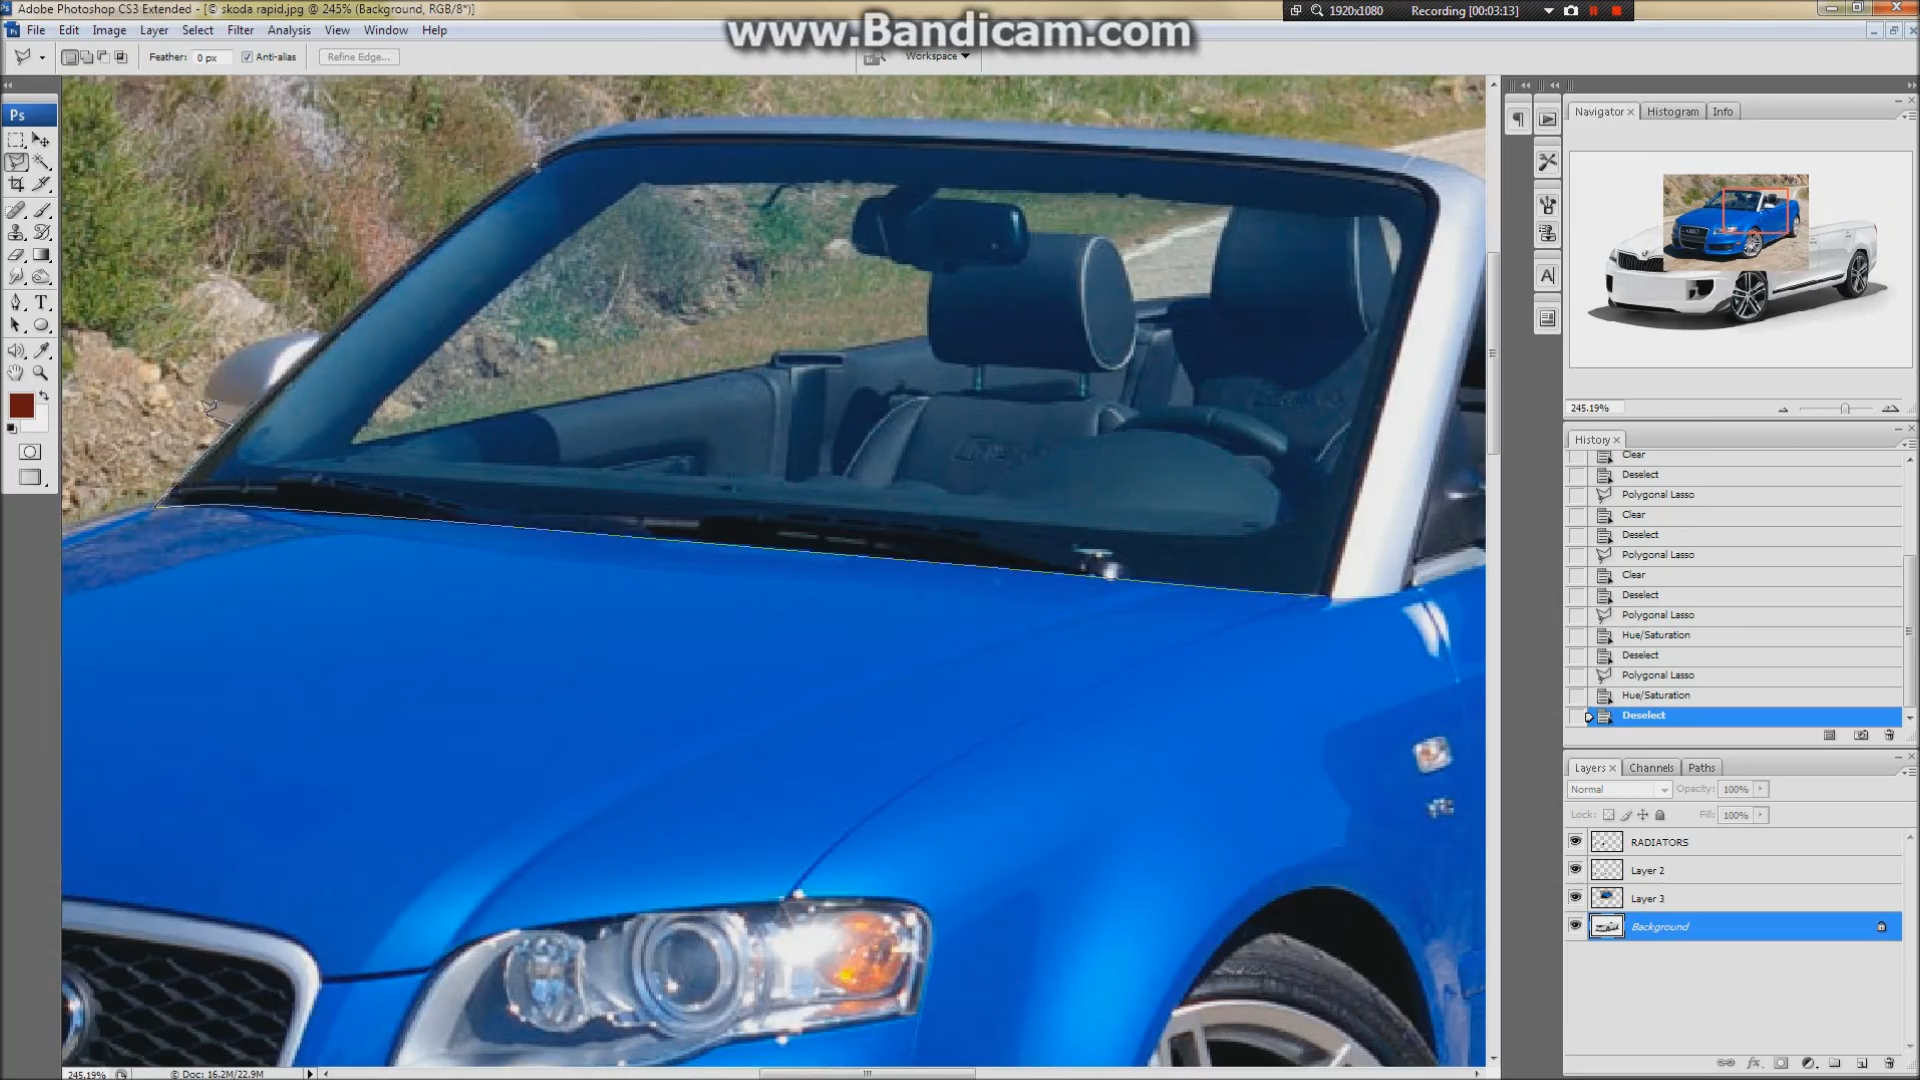 Adobe Photoshop CS3 Extended - [© skoda rapid.jpg @ 245% (Background, RGB/8*)]
1920x1080 Recording [00:03:13]
File Edit Image Layer Select Filter Analysis View Window Help
www.Bandicam.com
Feather: 0 px Anti-alias Refine Edge...
Workspace
Ps
Navigator Histogram Info
245.19%
History
Clear
Deselect
Polygonal Lasso
Clear
Deselect
Polygonal Lasso
Clear
Deselect
Polygonal Lasso
Hue/Saturation
Deselect
Polygonal Lasso
Hue/Saturation
Deselect
Layers Channels Paths
Normal Opacity: 100%
Lock: Fill: 100%
RADIATORS
Layer 2
Layer 3
Background
245.19% © Doc: 16.2M/22.9M